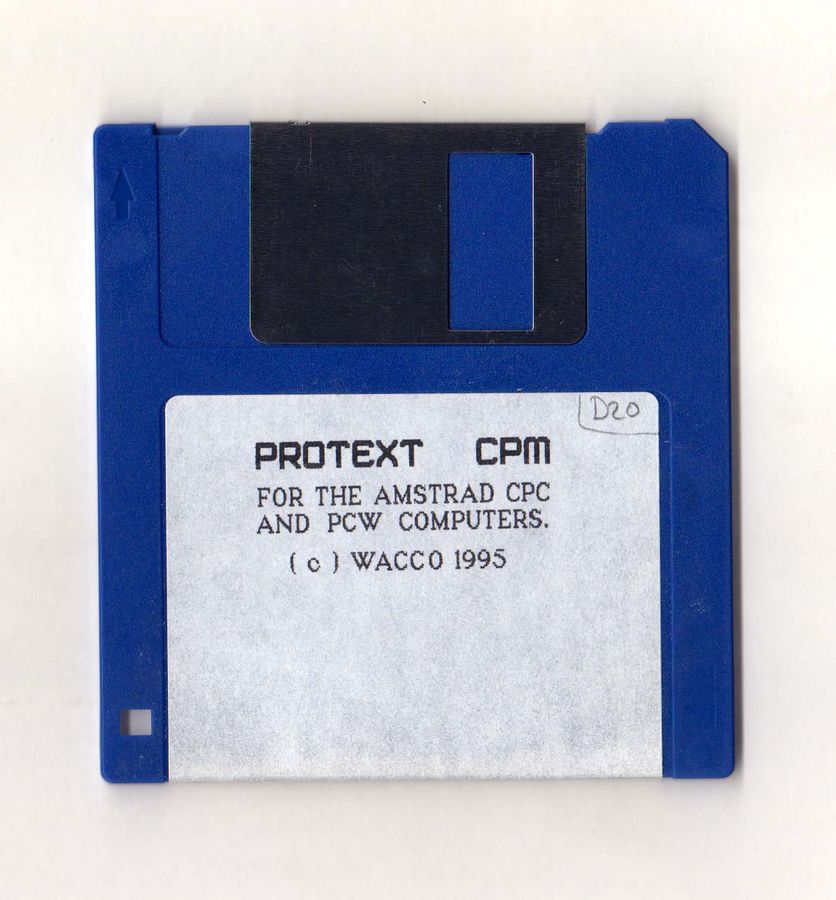 D20
PROTEXT CPM
FOR THE AMSTRAD CPC
AND PCW COMPUTERS.
(c) WACCO 1995